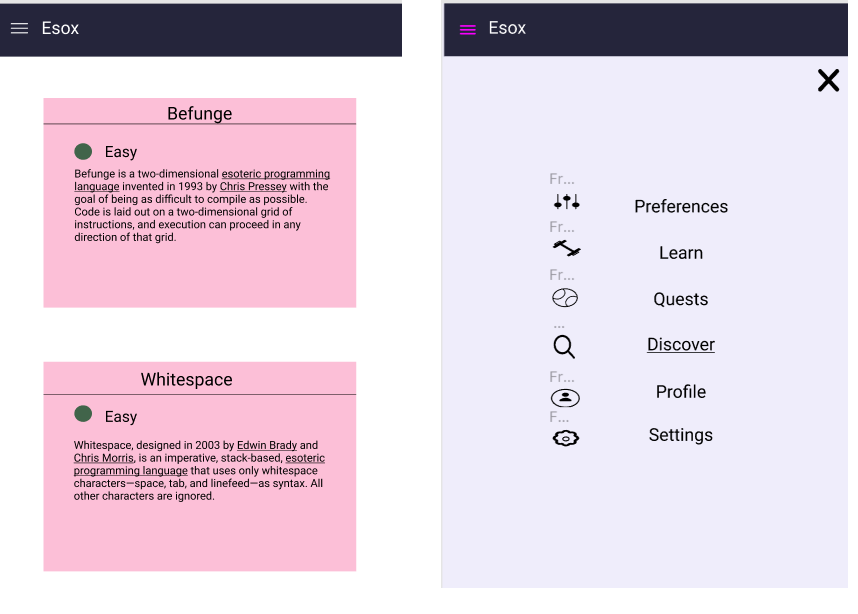 Esox
Befunge
Easy
Befunge is a two-dimensional esoteric programming
language invented in 1993 by Chris Pressey with the
goal of being as difficult to compile as possible.
Code is laid out on a two-dimensional grid of
instructions, and execution can proceed in any
direction of that grid.
Whitespace
Easy
Whitespace, designed in 2003 by Edwin Brady and
Chris Morris, is an imperative, stack-based, esoteric
programming language that uses only whitespace
characters—space, tab, and linefeed—as syntax. All
other characters are ignored.
Esox
Fr...
Preferences
Fr...
Learn
Fr...
Quests
...
Discover
Fr...
Profile
F...
Settings